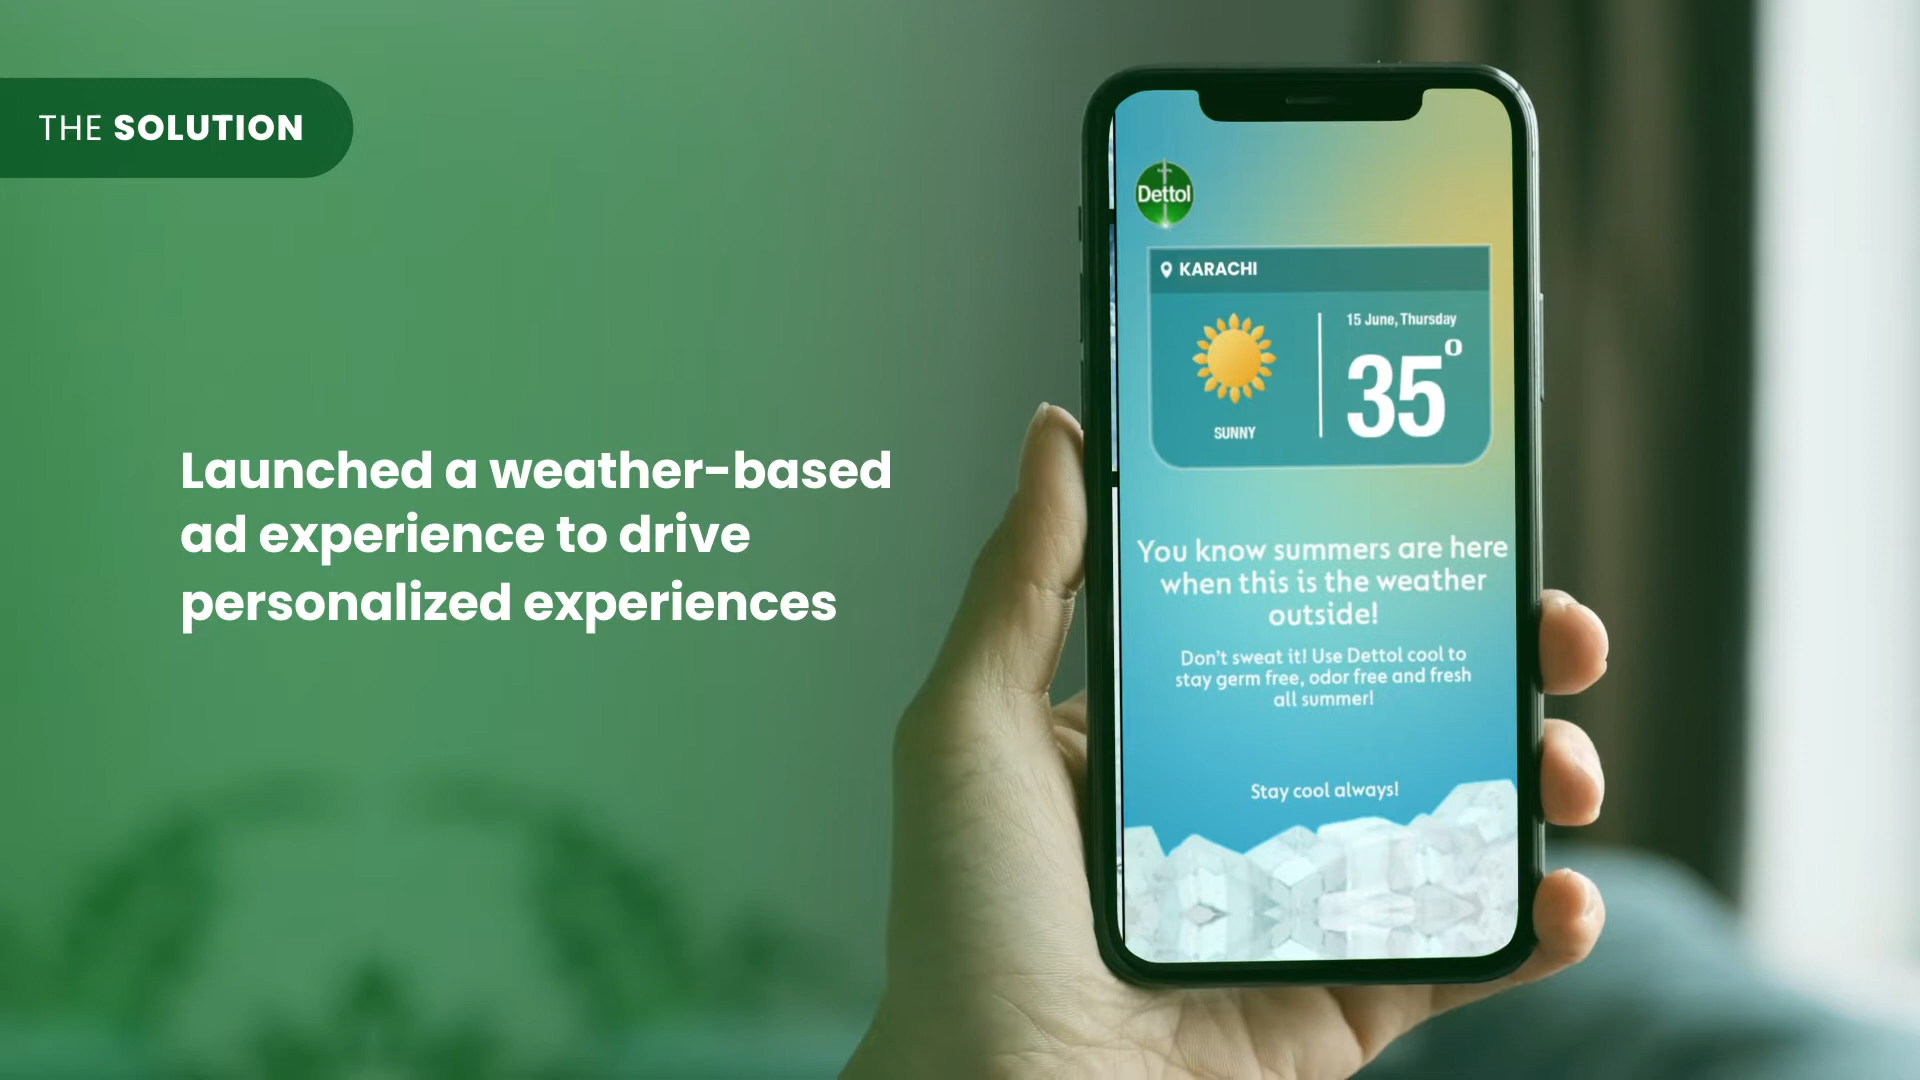 THE SOLUTION
Launched a weather-based
ad experience to drive
personalized experiences
Dettol
KARACHI
15 June, Thursday
35°
SUNNY
You know summers are here
when this is the weather
outside!
Don't sweat it! Use Dettol cool to
stay germ free, odor free and fresh
all summer!
Stay cool always!